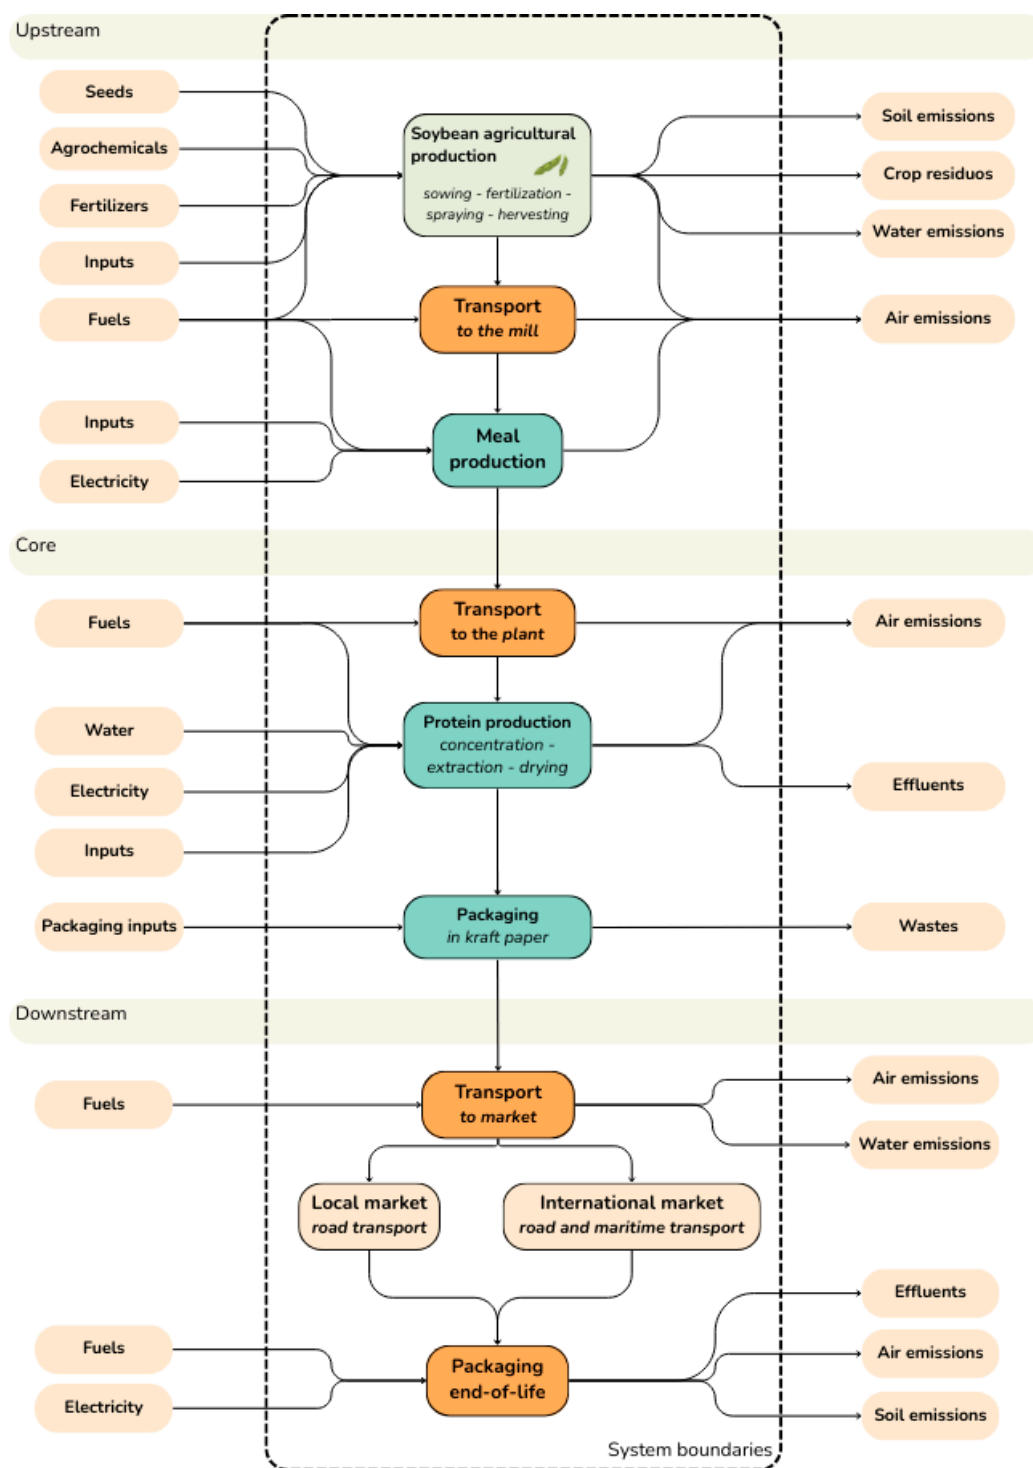 Upstream
Seeds
Agrochemicals
Fertilizers
Inputs
Fuels
Inputs
Electricity
Soybean agricultural
production
sowing - fertilization -
spraying - hervesting
Transport
to the mill
Meal
production
Soil emissions
Crop residuos
Water emissions
Air emissions
Core
Fuels
Water
Electricity
Inputs
Packaging inputs
Transport
to the plant
Protein production
concentration -
extraction - drying
Packaging
in kraft paper
Air emissions
Effluents
Wastes
Downstream
Fuels
Transport
to market
Air emissions
Water emissions
Local market
road transport
International market
road and maritime transport
Fuels
Electricity
Packaging
end-of-life
Effluents
Air emissions
Soil emissions
System boundaries